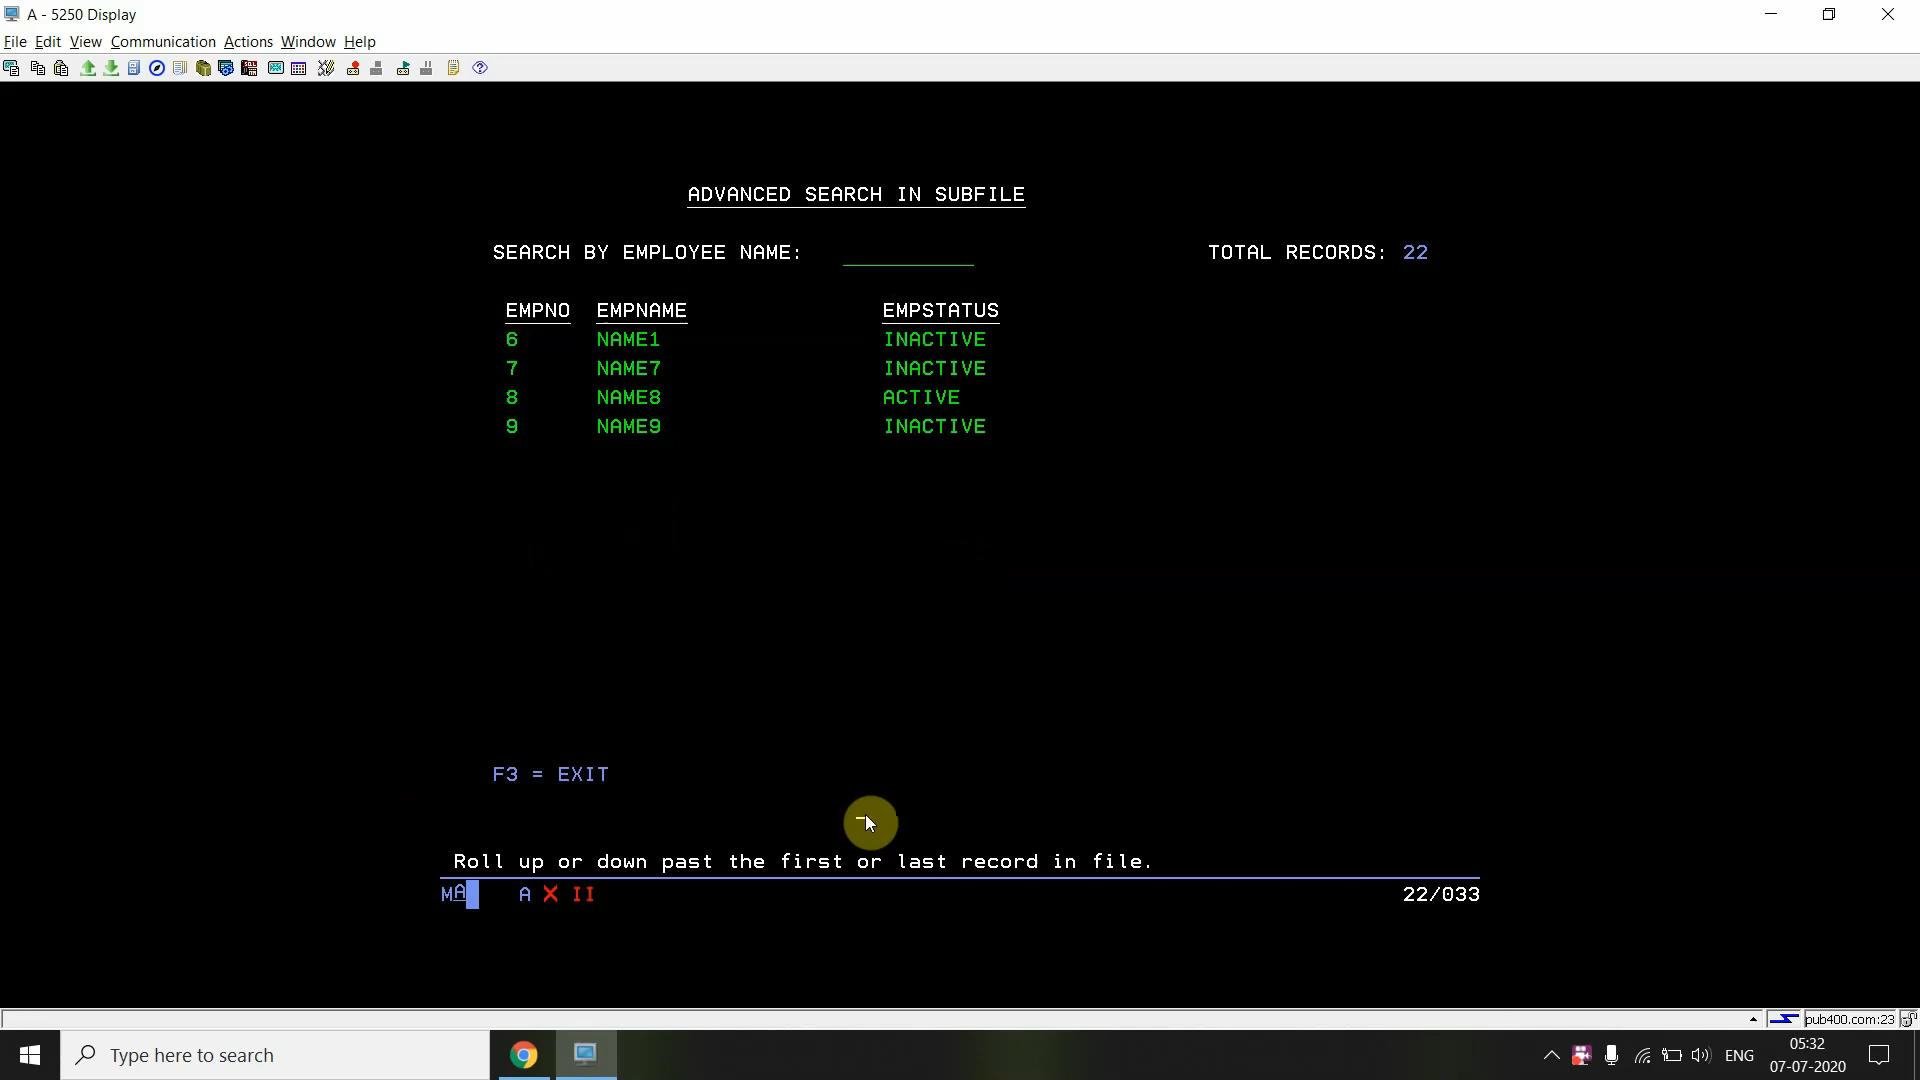 A - 5250 Display
File Edit View Communication Actions Window Help
ADVANCED SEARCH IN SUBFILE
SEARCH BY EMPLOYEE NAME: TOTAL RECORDS: 22
EMPNO EMPNAME EMPSTATUS
6 NAME1 INACTIVE
7 NAME7 INACTIVE
8 NAME8 ACTIVE
9 NAME9 INACTIVE
F3 = EXIT
Roll up or down past the first or last record in file.
MA A X II 22/033
pub400.com:23
Type here to search
ENG
05:32
07-07-2020